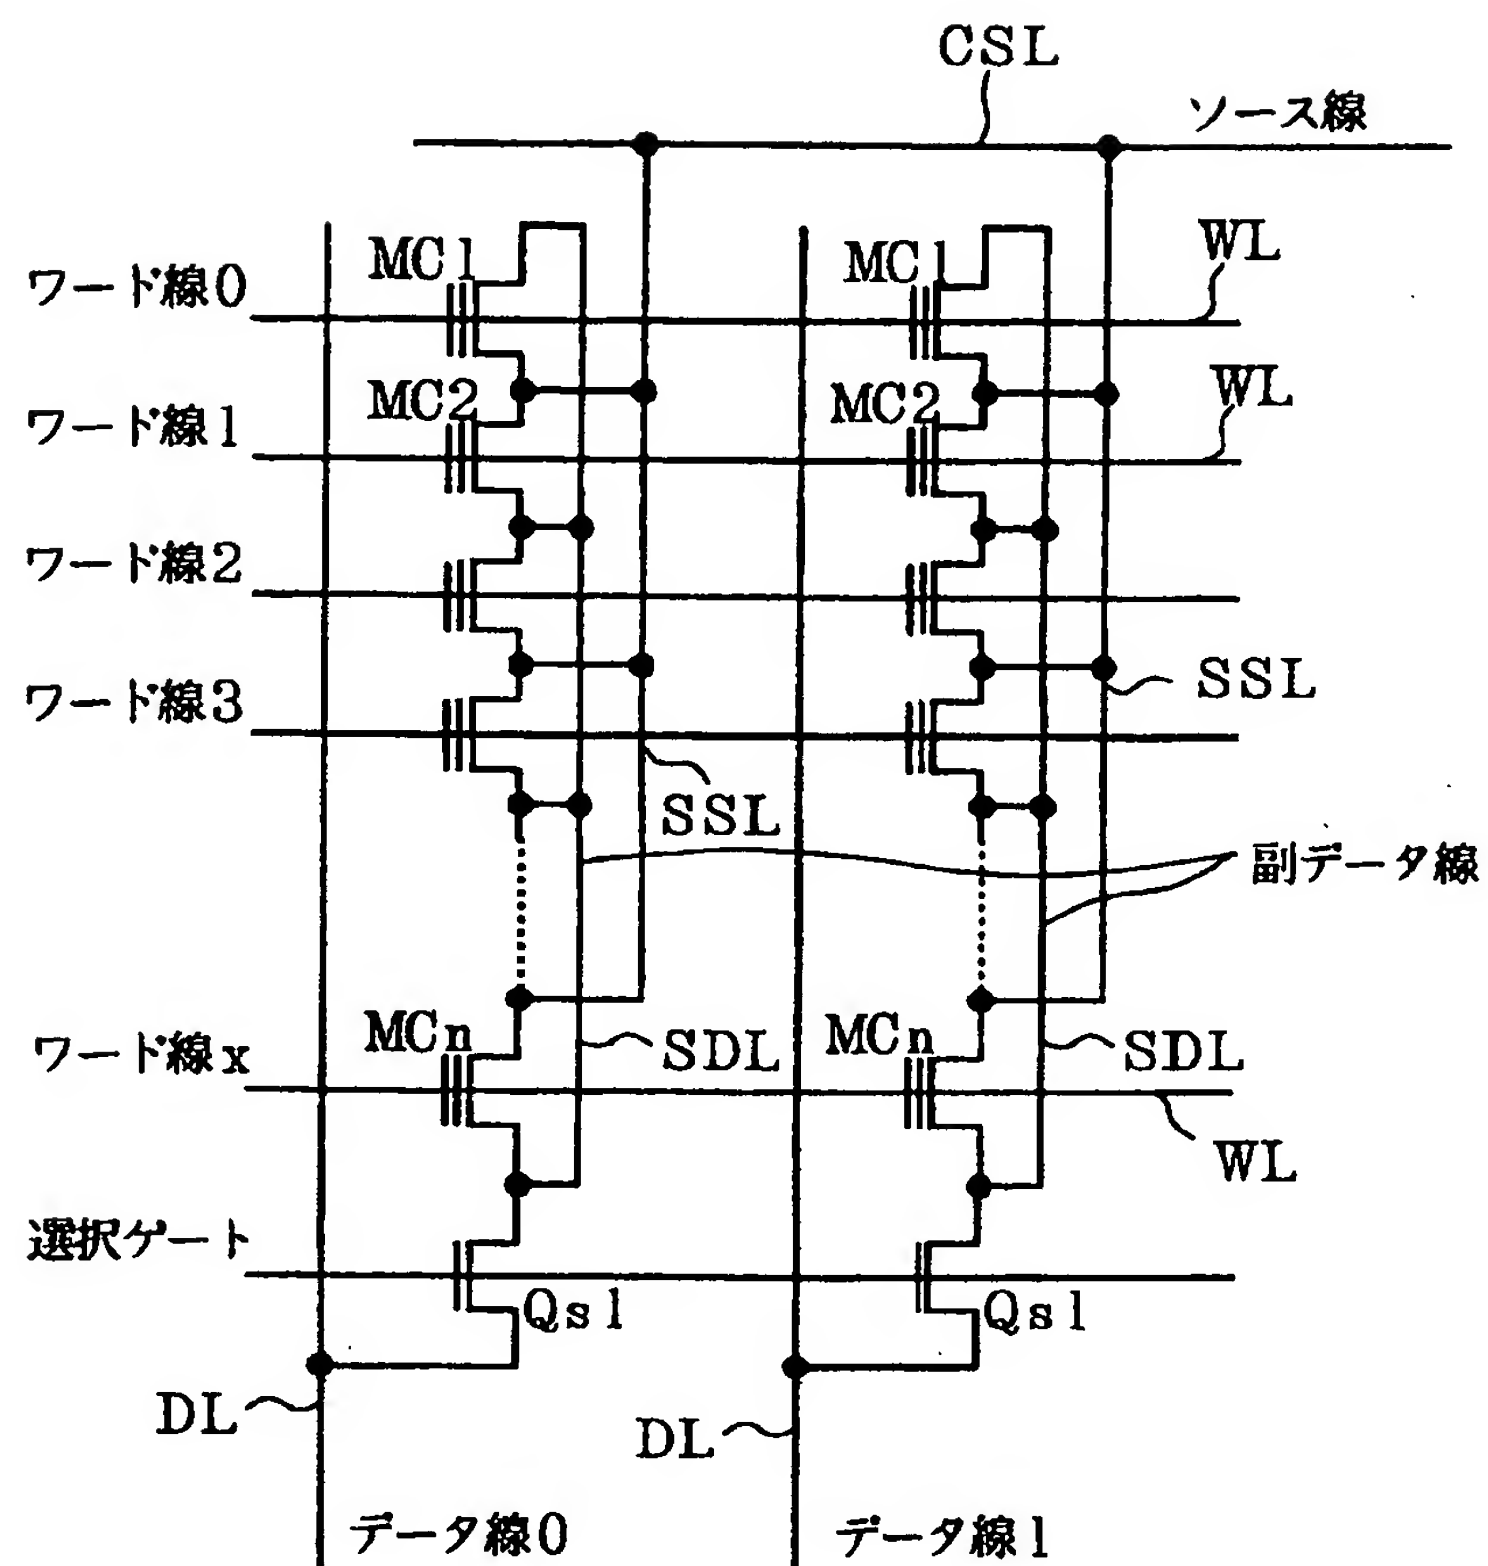 CSL
ソース線
MC1
MC1
WL
ワード線0
MC2
MC2
WL
ワード線1
ワード線2
ワード線3
SSL
SSL
副データ線
MCn
MCn
ワード線x
SDL
SDL
WL
選択ゲート
Qs1
Qs1
DL
DL
データ線0
データ線1